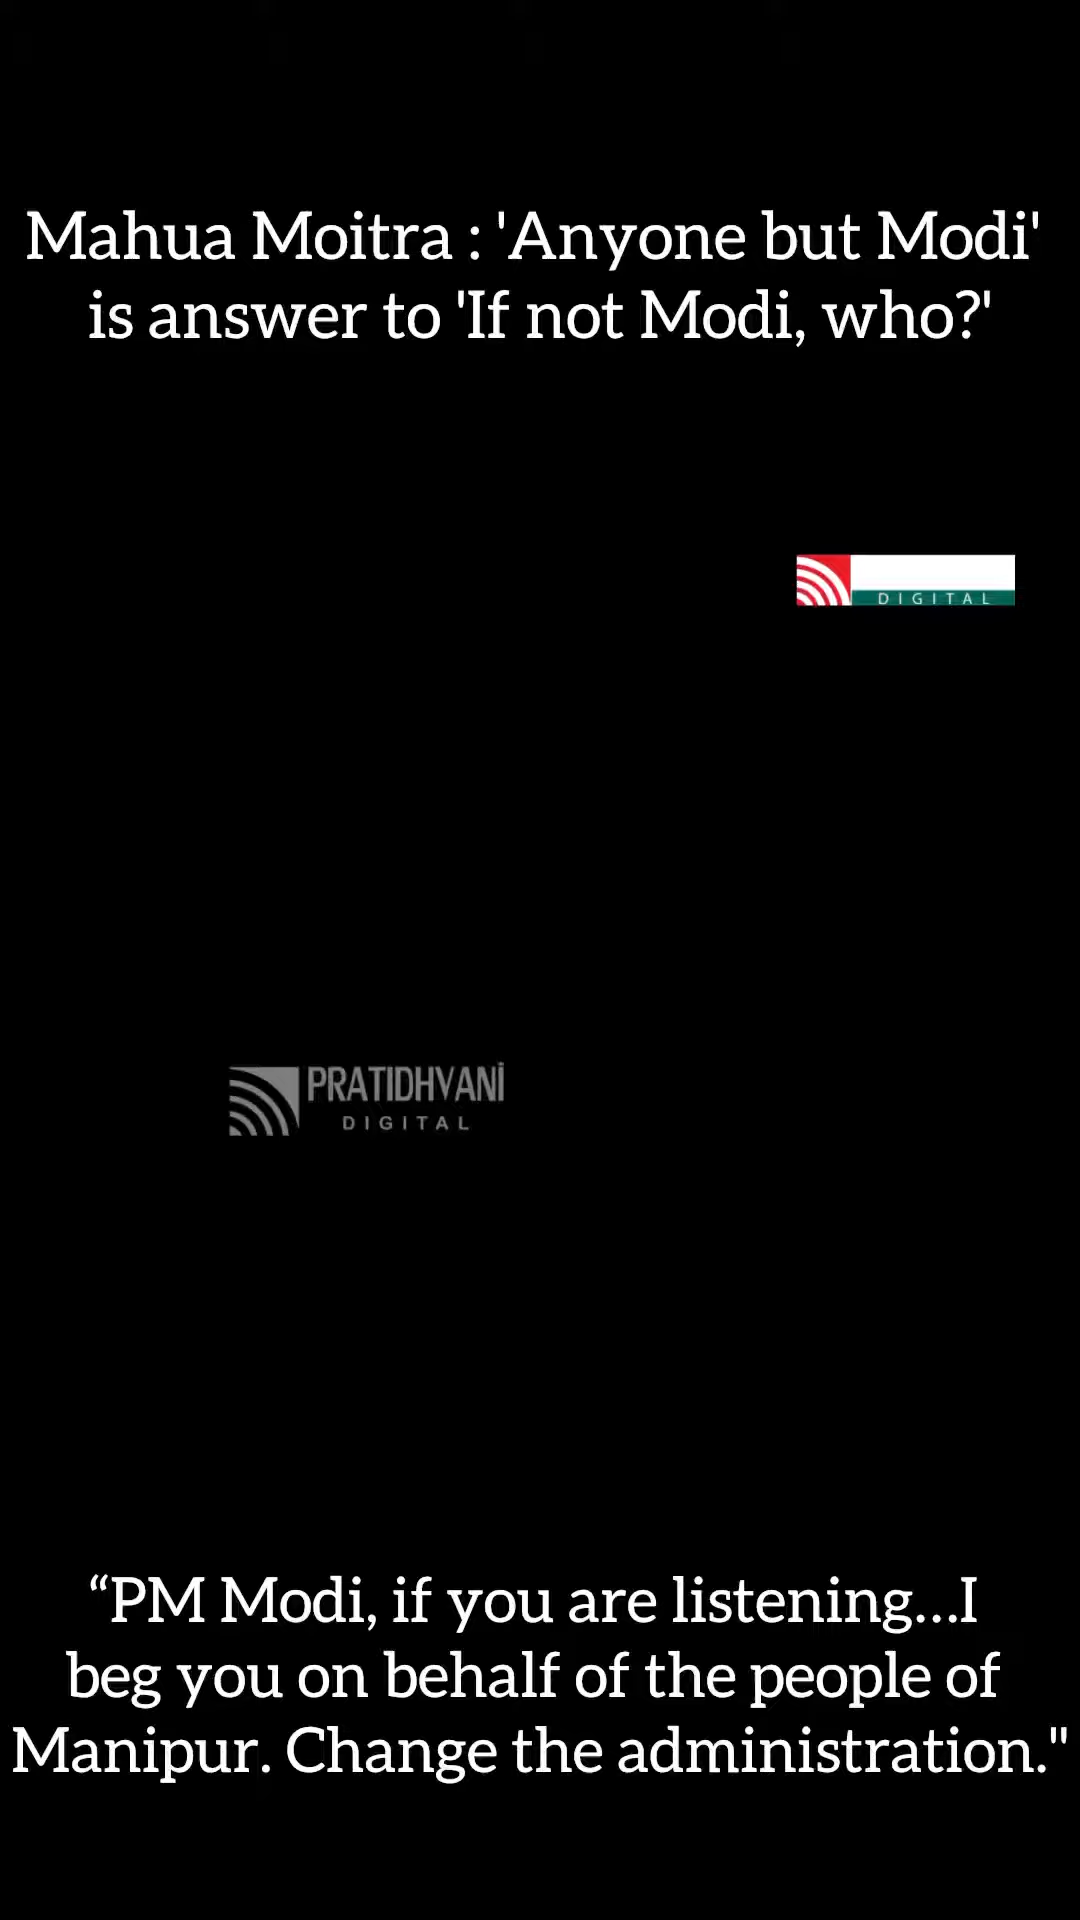 Mahua Moitra : 'Anyone but Modi'
is answer to 'If not Modi, who?'
DIGITAL
PRATIDHVANi
DIGITAL
“PM Modi, if you are listening...I
beg you on behalf of the people of
Manipur. Change the administration."